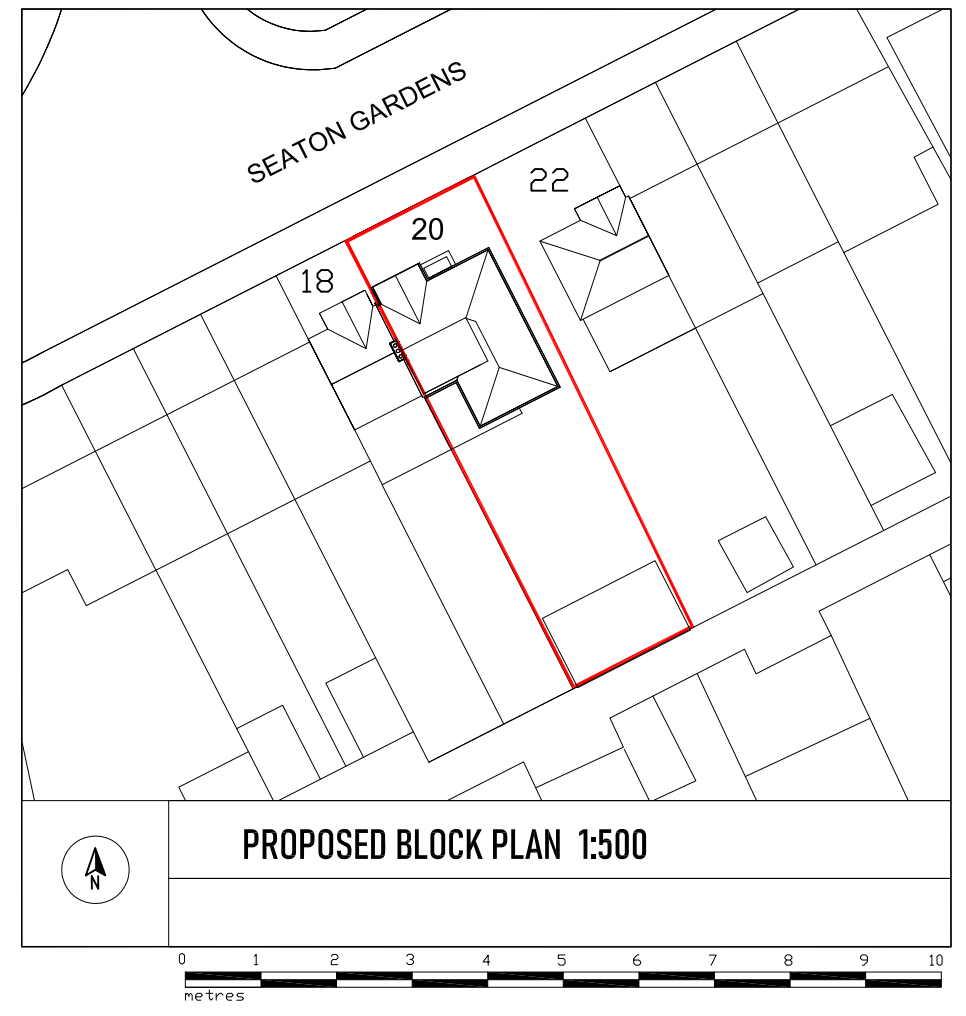 SEATON GARDENS
22
20
18
PROPOSED BLOCK PLAN 1:500
N
0 1 2 3 4 5 6 7 8 9 10
metres